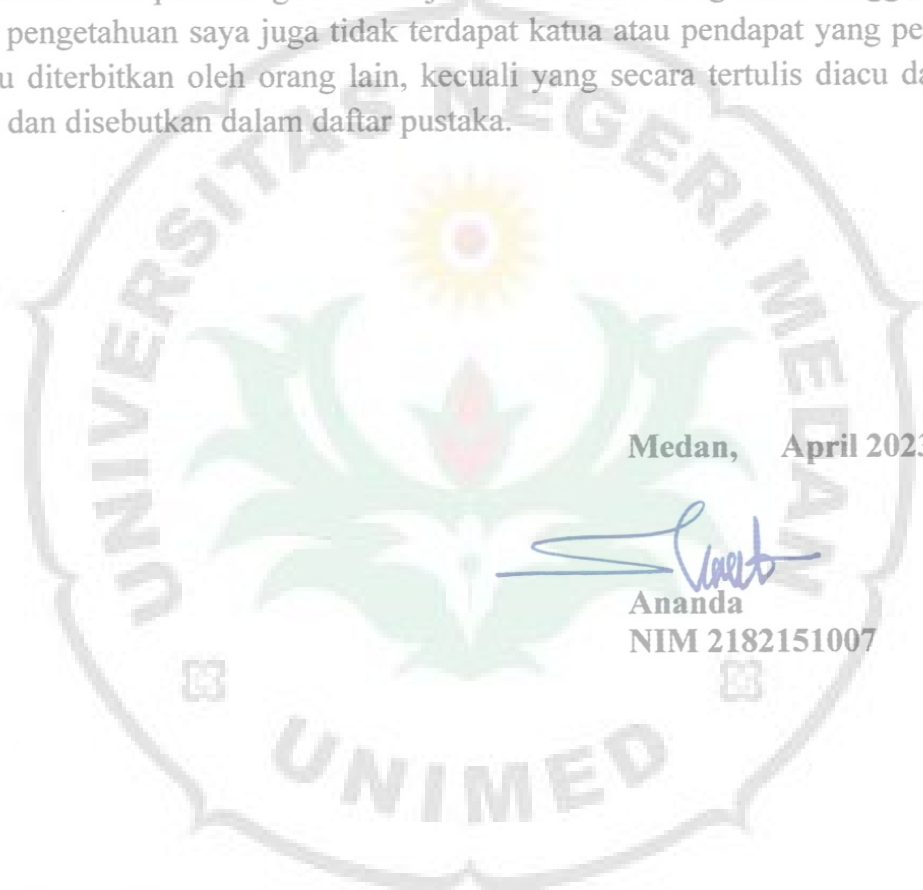 pengetahuan saya juga tidak terdapat katua atau pendapat yang pe
u diterbitkan oleh orang lain, kecuali yang secara tertulis diacu da
dan disebutkan dalam daftar pustaka.
UNIVERSITAS NEGERI MEDAN
Medan, April 2023
Ananda
NIM 2182151007
UNIMED